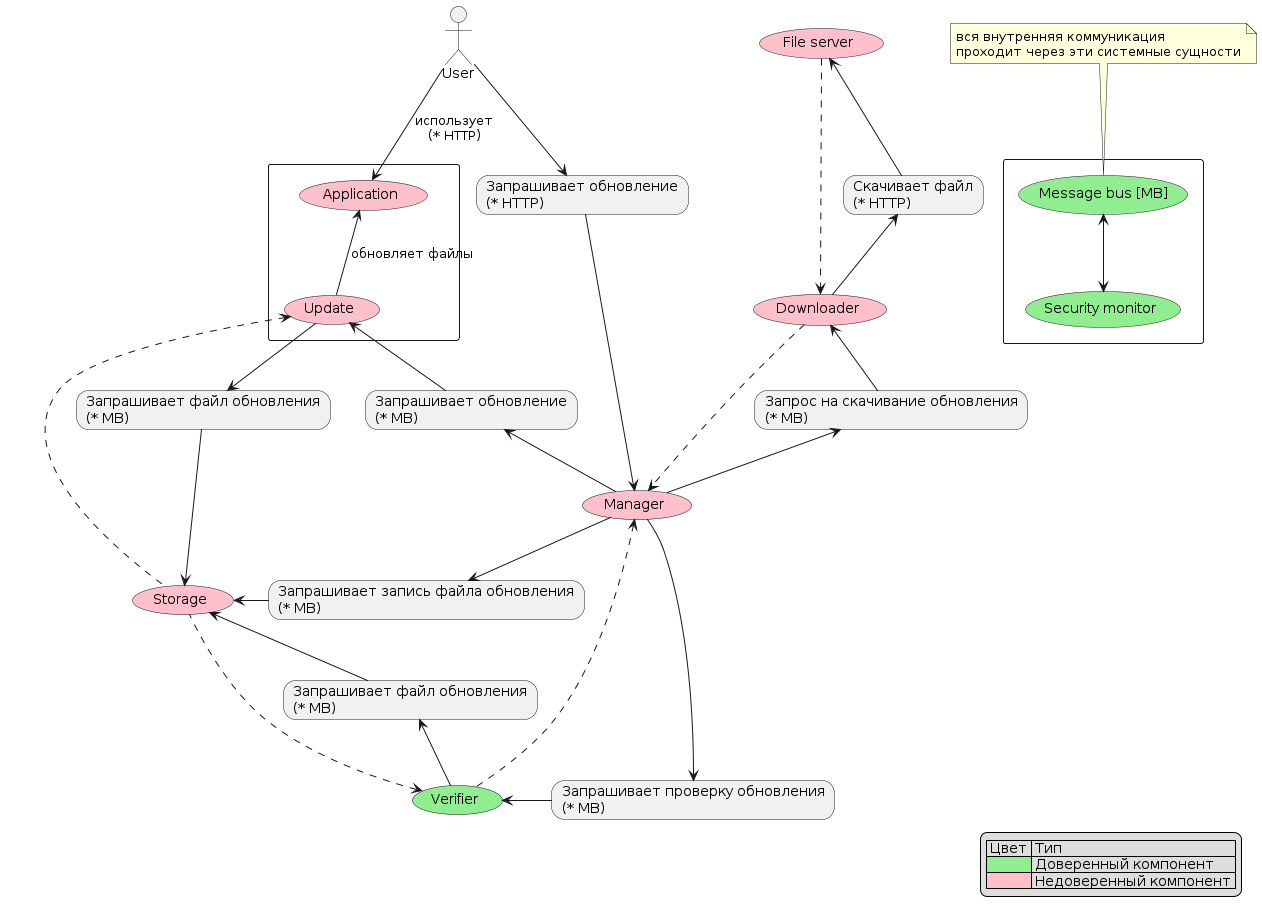 User
File server
вся внутренняя коммуникация
проходит через эти системные сущности
использует
(* HTTP)
Application
Запрашивает обновление
(* HTTP)
Скачивает файл
(* HTTP)
Message bus [MB]
обновляет файлы
Update
Downloader
Security monitor
Запрашивает файл обновления
(* MB)
Запрашивает обновление
(* MB)
Запрос на скачивание обновления
(* MB)
Manager
Storage
Запрашивает запись файла обновления
(* MB)
Запрашивает файл обновления
(* MB)
Verifier
Запрашивает проверку обновления
(* MB)
Цвет Тип
Доверенный компонент
Недоверенный компонент